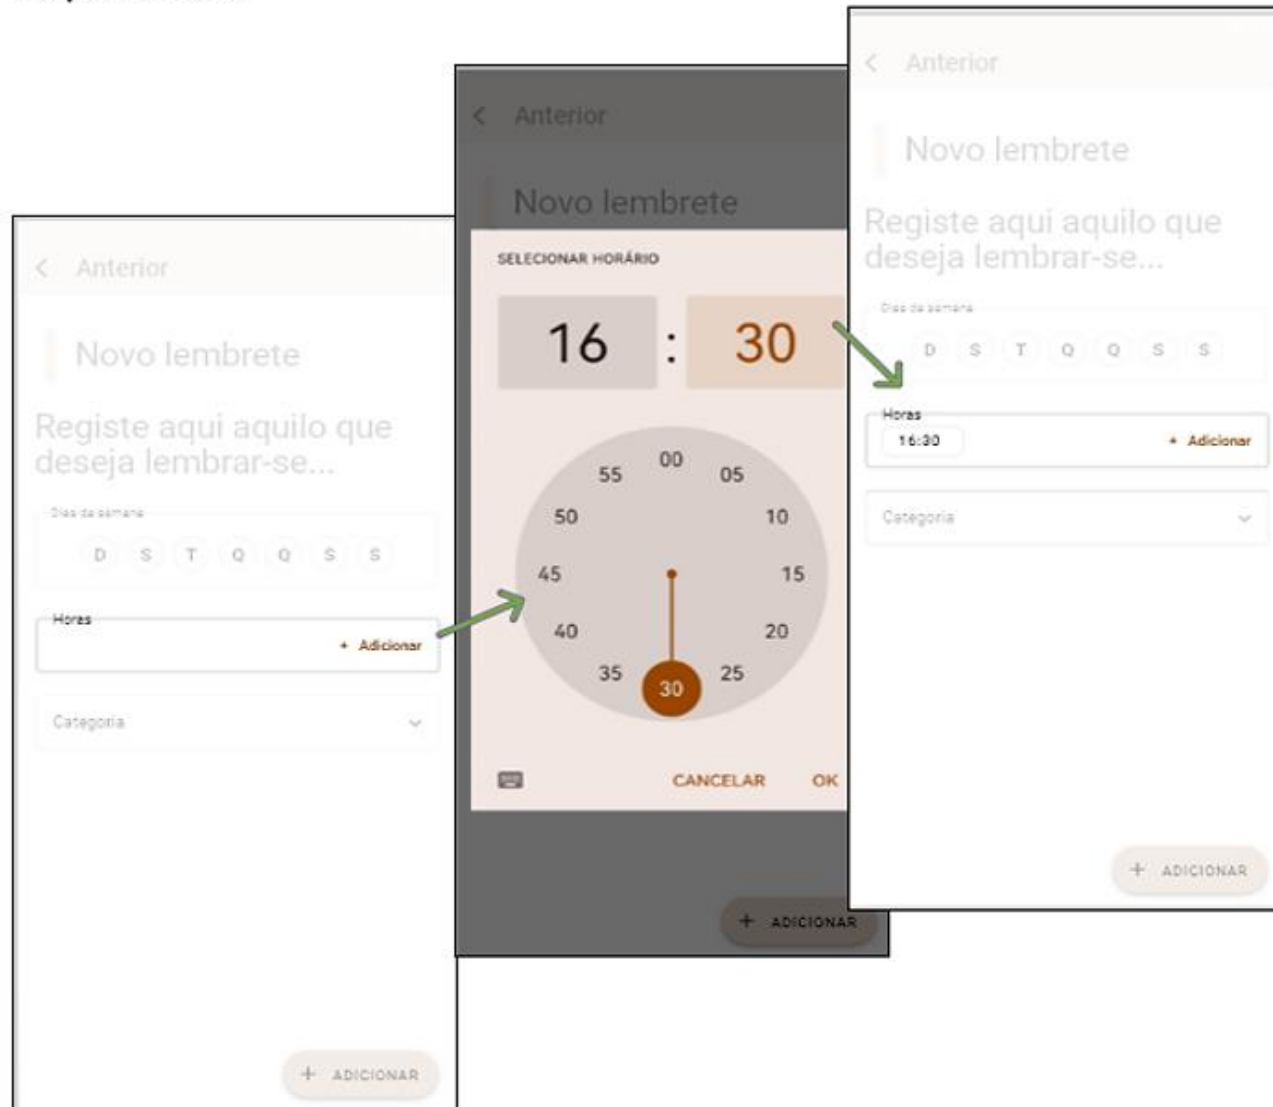 Anterior
Novo lembrete
Registe aqui aquilo que
deseja lembrar-se...
Dias da semana
D S T Q Q S S
Horas
+ Adicionar
Categoria
+ ADICIONAR
Anterior
Novo lembrete
SELECIONAR HORÁRIO
16 : 30
00
55 05
50 10
45 15
40 20
35 25
30
CANCELAR OK
+ ADICIONAR
Anterior
Novo lembrete
Registe aqui aquilo que
deseja lembrar-se...
Dias da semana
D S T Q Q S S
Horas
16:30 + Adicionar
Categoria
+ ADICIONAR